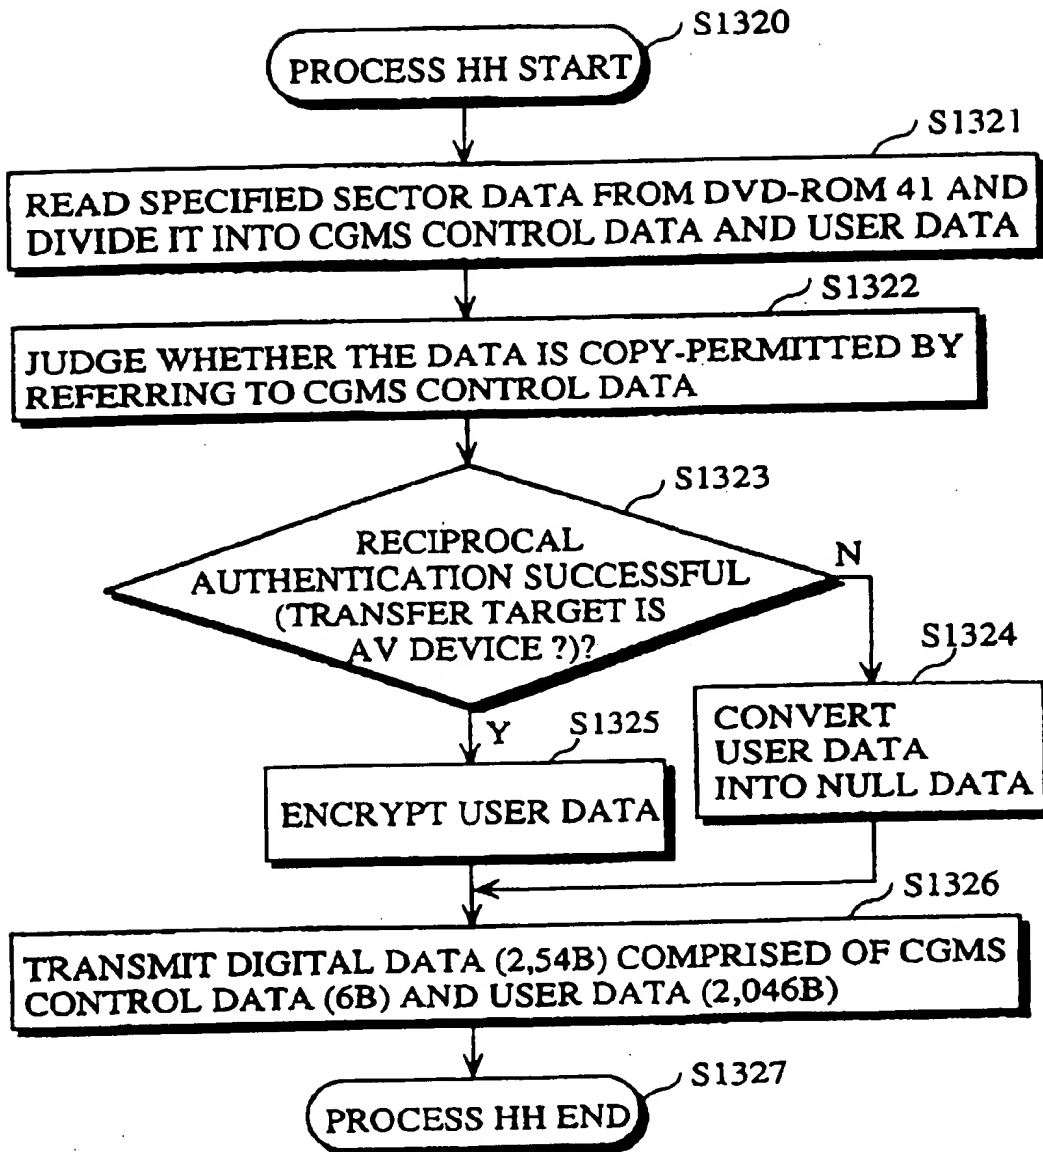 S1320
PROCESS HH START
S1321
READ SPECIFIED SECTOR DATA FROM DVD-ROM 41 AND
DIVIDE IT INTO CGMS CONTROL DATA AND USER DATA
S1322
JUDGE WHETHER THE DATA IS COPY-PERMITTED BY
REFERRING TO CGMS CONTROL DATA
S1323
RECIPROCAL
AUTHENTICATION SUCCESSFUL
(TRANSFER TARGET IS
AV DEVICE ?)?
N
S1324
CONVERT
USER DATA
INTO NULL DATA
Y
S1325
ENCRYPT USER DATA
S1326
TRANSMIT DIGITAL DATA (2,54B) COMPRISED OF CGMS
CONTROL DATA (6B) AND USER DATA (2,046B)
S1327
PROCESS HH END